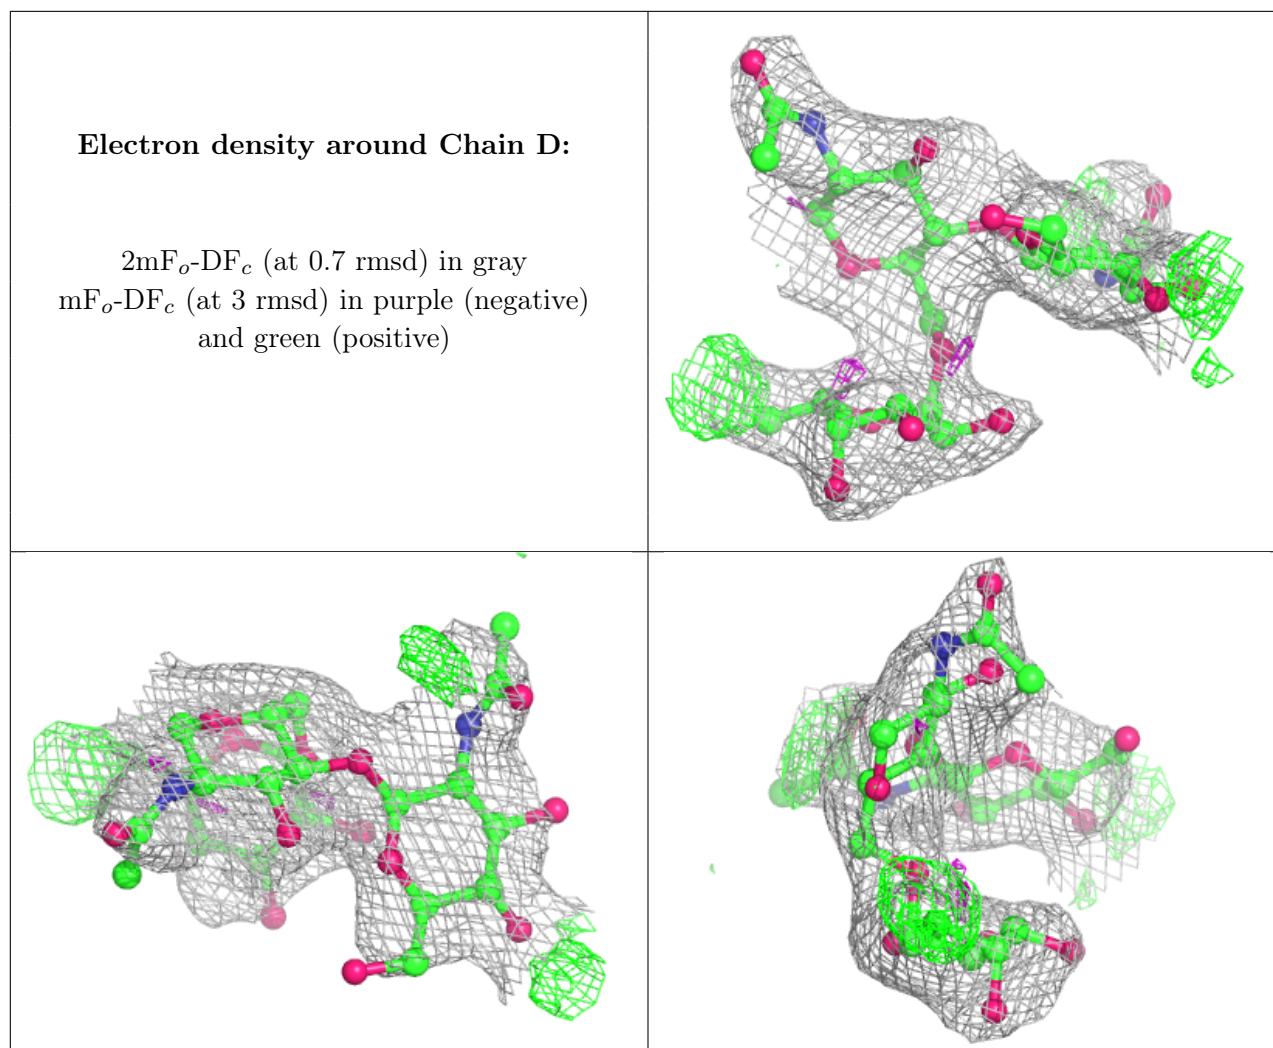 Electron density around Chain D:
2mFₒ-DF𝒸 (at 0.7 rmsd) in gray
mFₒ-DF𝒸 (at 3 rmsd) in purple (negative)
and green (positive)